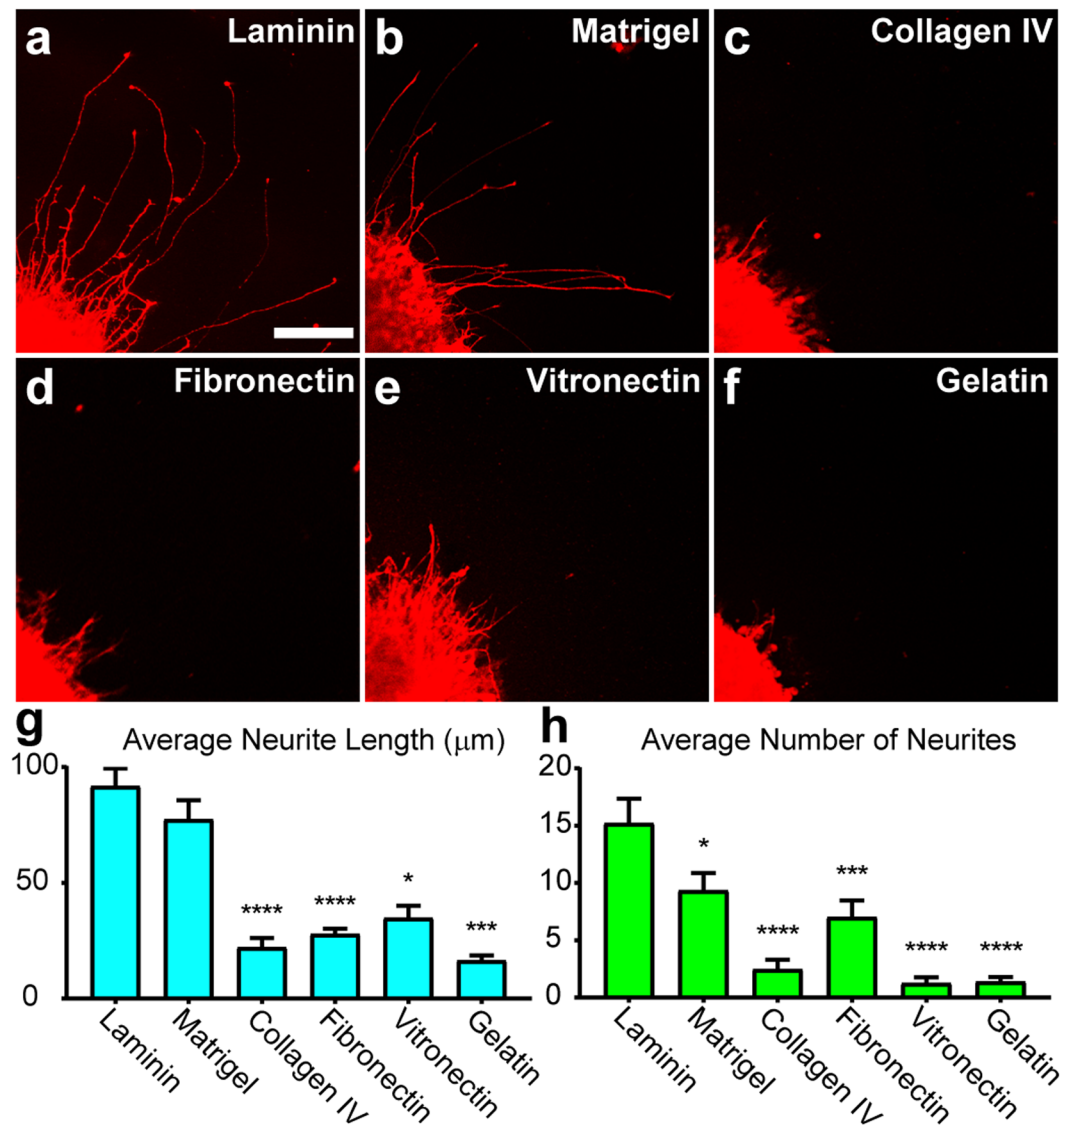 a Laminin
b Matrigel
c Collagen IV
d Fibronectin
e Vitronectin
f Gelatin
g Average Neurite Length (μm)
100
50
0
**** **** * ***
Laminin Matrigel Collagen IV Fibronectin Vitronectin Gelatin
h Average Number of Neurites
20
15
10
5
0
* **** *** **** ****
Laminin Matrigel Collagen IV Fibronectin Vitronectin Gelatin